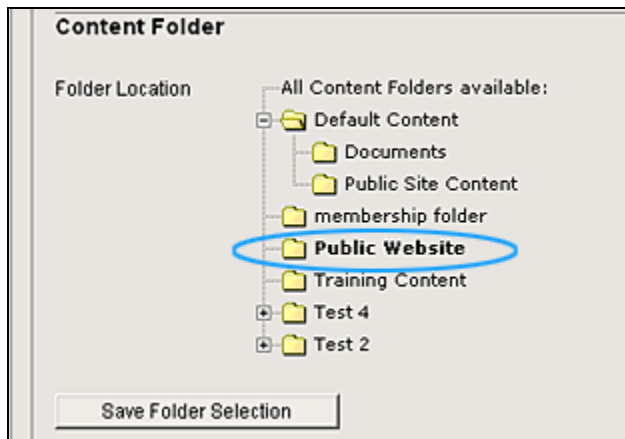 Content Folder
Folder Location
All Content Folders available:
Default Content
Documents
Public Site Content
membership folder
Public Website
Training Content
Test 4
Test 2
Save Folder Selection